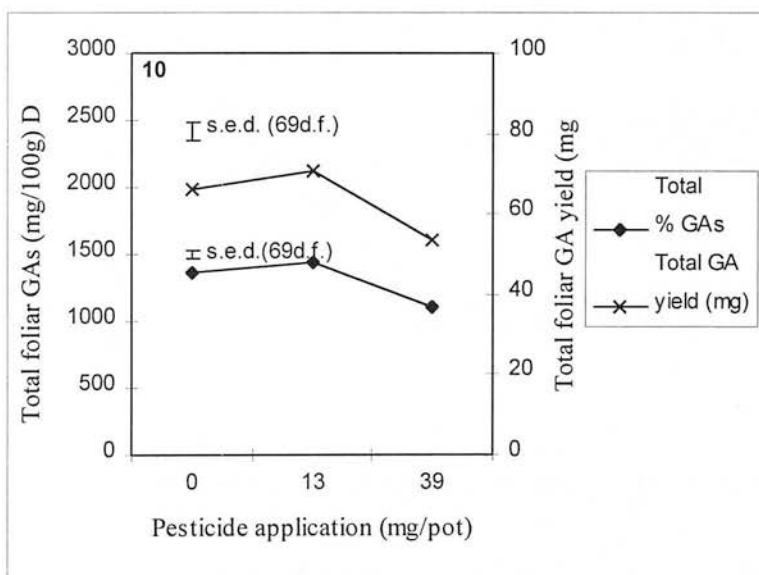 10
Total foliar GAs (mg/100g) D
3000
2500
2000
1500
1000
500
0
s.e.d. (69d.f.)
s.e.d.(69d.f.)
100
80
60
40
20
0
Total foliar GA yield (mg
0 13 39
Pesticide application (mg/pot)
Total
% GAs
Total GA
yield (mg)